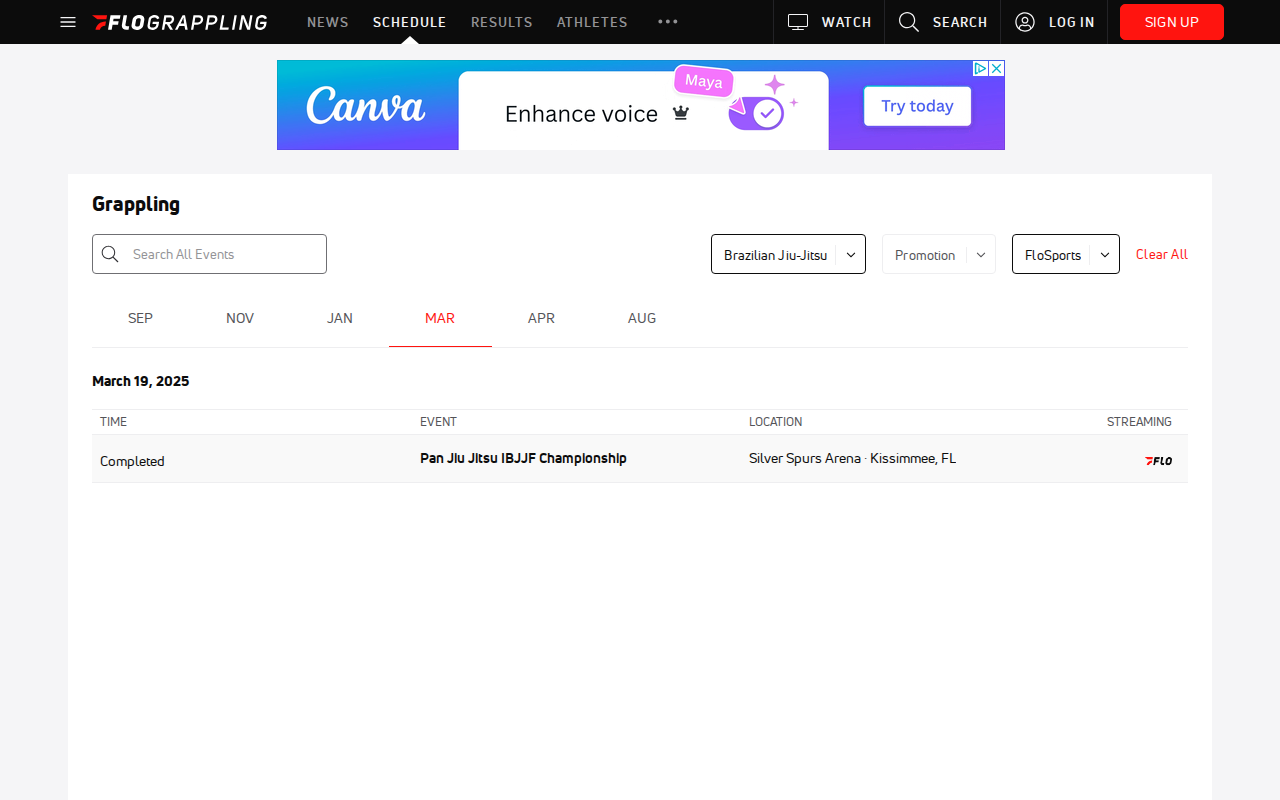 FLOGRAPPLING NEWS SCHEDULE RESULTS ATHLETES WATCH SEARCH LOG IN SIGN UP
Canva Enhance voice Maya Try today
Grappling
Search All Events Brazilian Jiu-Jitsu Promotion FloSports Clear All
SEP NOV JAN MAR APR AUG
March 19, 2025
TIME EVENT LOCATION STREAMING
Completed Pan Jiu Jitsu IBJJF Championship Silver Spurs Arena · Kissimmee, FL FLO